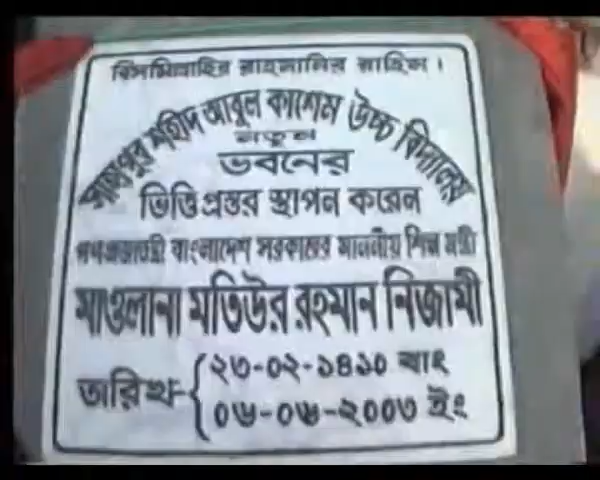 বিসমিল্লাহির রাহমানির রাহিম।
সাহাপুর শহীদ আবুল কাশেম উচ্চ বিদ্যালয়
নতুন
ভবনের
ভিত্তি প্রস্তর স্থাপন করেন
গণপ্রজাতন্ত্রী বাংলাদেশ সরকারের মাননীয় শিল্প মন্ত্রী
মাওলানা মতিউর রহমান নিজামী
তারিখ- ২৩-০২-১৪১০ বাং
০৬-০৬-২০০৩ ইং